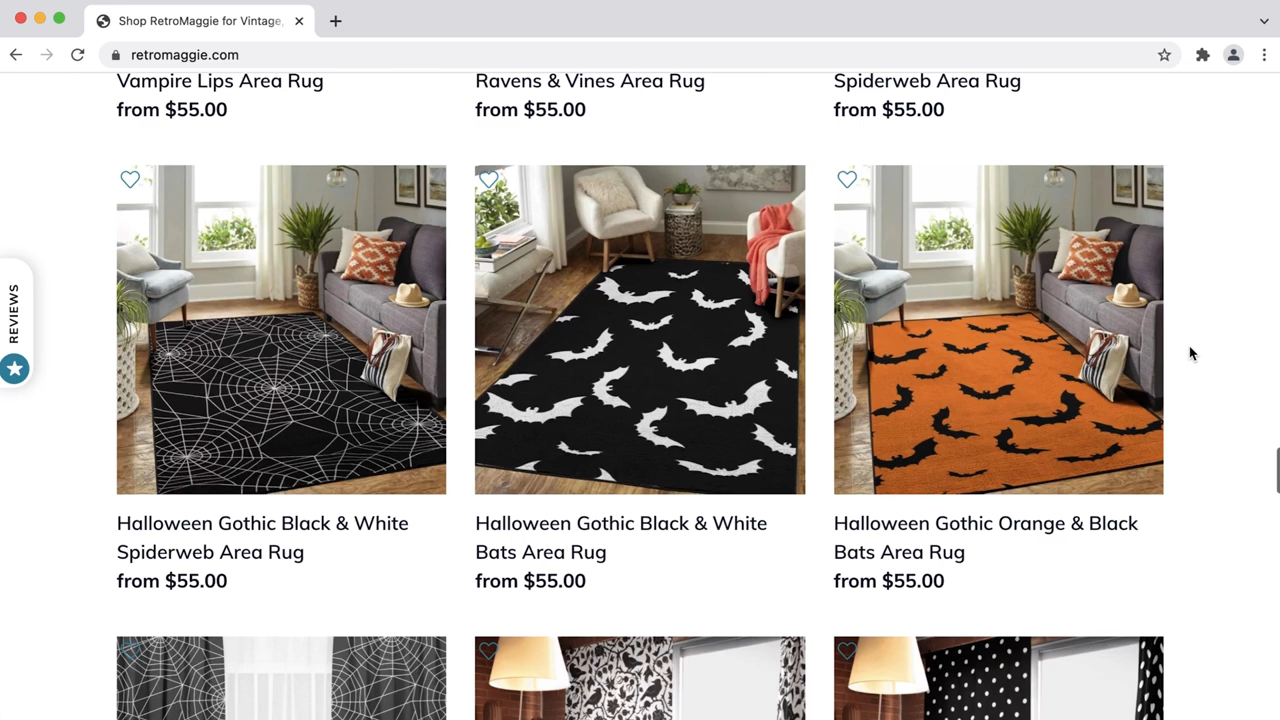 Shop RetroMaggie for Vintage,
retromaggie.com
Vampire Lips Area Rug
from $55.00
Ravens & Vines Area Rug
from $55.00
Spiderweb Area Rug
from $55.00
REVIEWS
Halloween Gothic Black & White
Spiderweb Area Rug
from $55.00
Halloween Gothic Black & White
Bats Area Rug
from $55.00
Halloween Gothic Orange & Black
Bats Area Rug
from $55.00